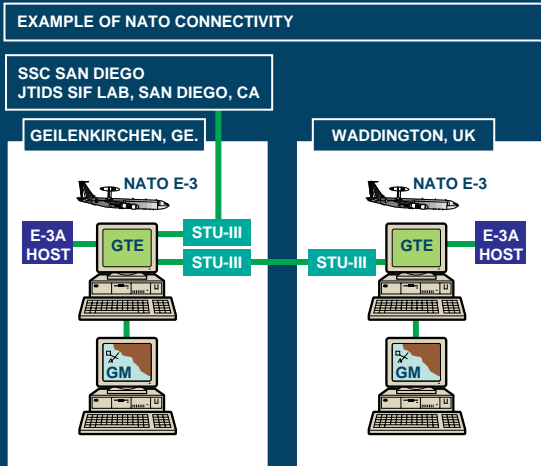 EXAMPLE OF NATO CONNECTIVITY
SSC SAN DIEGO
JTIDS SIF LAB, SAN DIEGO, CA
GEILENKIRCHEN, GE.
WADDINGTON, UK
NATO E-3
NATO E-3
E-3A
HOST
GTE
STU-III
STU-III
STU-III
GTE
E-3A
HOST
GM
GM